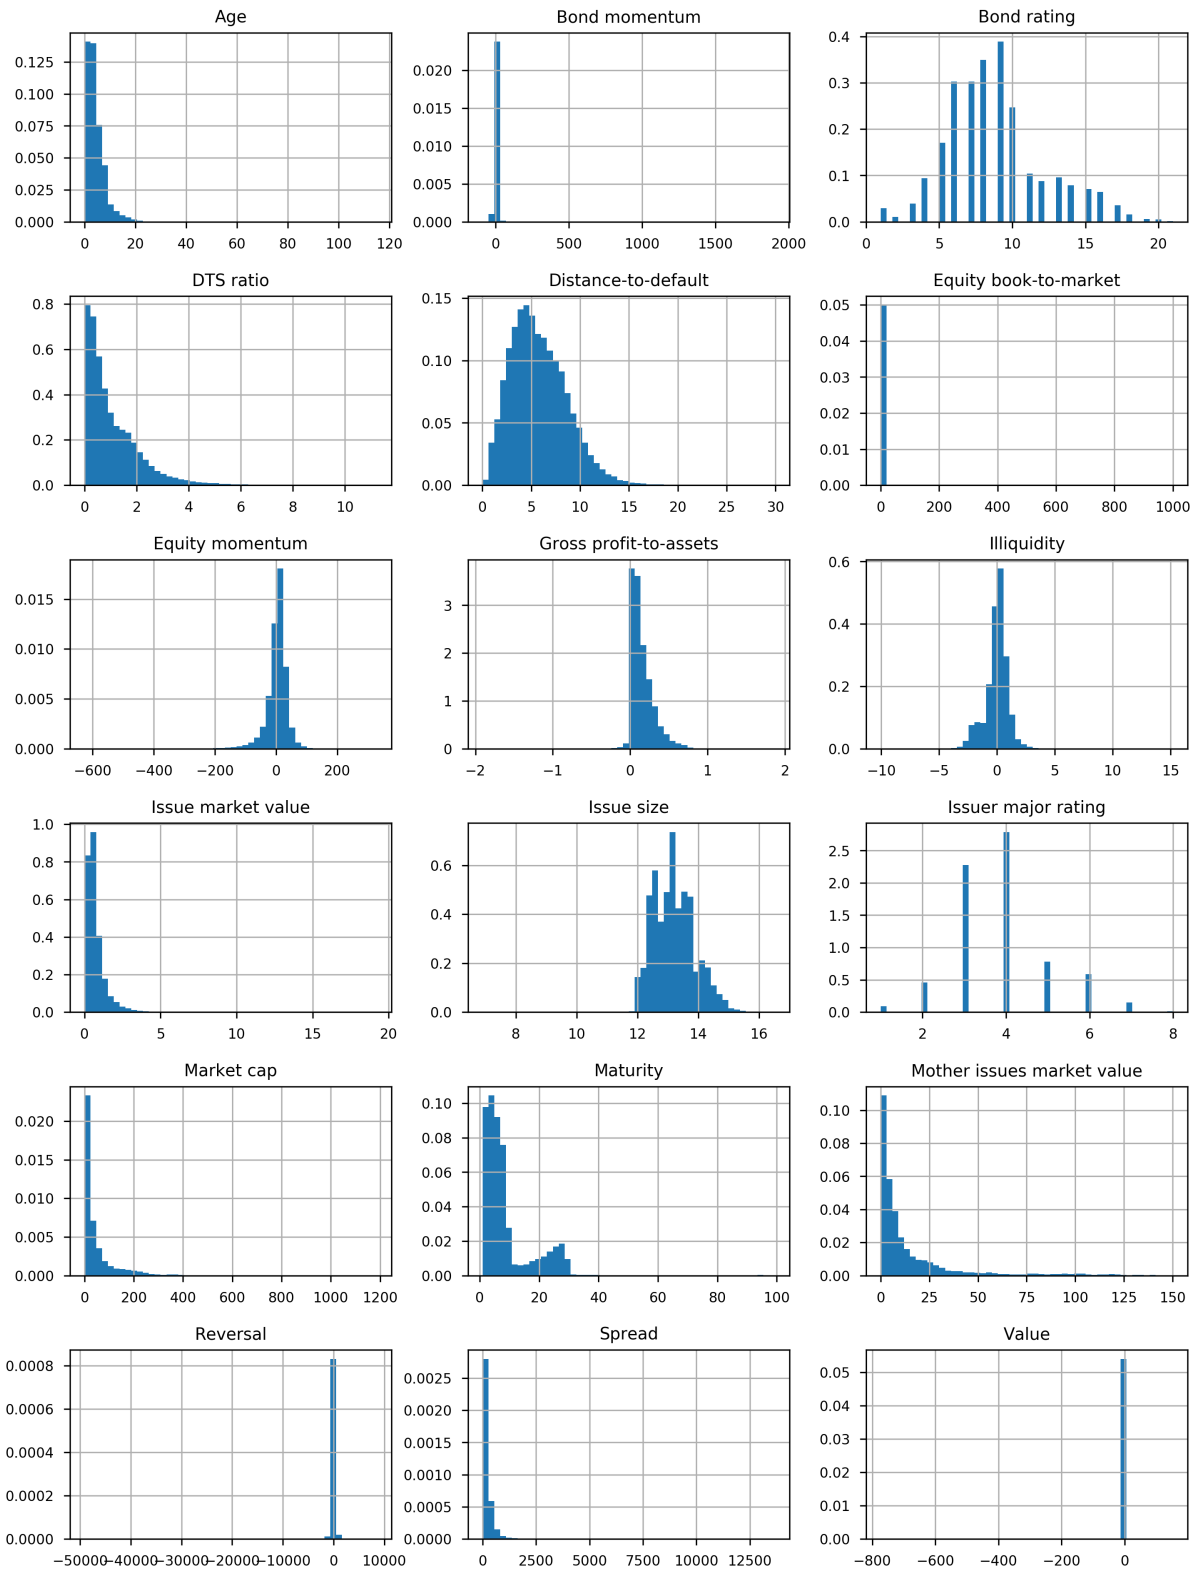 Age Bond momentum Bond rating
0.125 0.100 0.075 0.050 0.025 0.000
0 20 40 60 80 100 120
0.020 0.015 0.010 0.005 0.000
0 500 1000 1500 2000
0.4 0.3 0.2 0.1 0.0
0 5 10 15 20
DTS ratio Distance-to-default Equity book-to-market
0.8 0.6 0.4 0.2 0.0
0 2 4 6 8 10
0.15 0.10 0.05 0.00
0 5 10 15 20 25 30
0.05 0.04 0.03 0.02 0.01 0.00
0 200 400 600 800 1000
Equity momentum Gross profit-to-assets Illiquidity
0.015 0.010 0.005 0.000
−600 −400 −200 0 200
3 2 1 0
−2 −1 0 1 2
0.6 0.4 0.2 0.0
−10 −5 0 5 10 15
Issue market value Issue size Issuer major rating
1.0 0.8 0.6 0.4 0.2 0.0
0 5 10 15 20
0.6 0.4 0.2 0.0
8 10 12 14 16
2.5 2.0 1.5 1.0 0.5 0.0
2 4 6 8
Market cap Maturity Mother issues market value
0.020 0.015 0.010 0.005 0.000
0 200 400 600 800 1000 1200
0.10 0.08 0.06 0.04 0.02 0.00
0 20 40 60 80 100
0.10 0.08 0.06 0.04 0.02 0.00
0 25 50 75 100 125 150
Reversal Spread Value
0.0008 0.0006 0.0004 0.0002 0.0000
−50000 −40000 −30000 −20000 −10000 0 10000
0.0025 0.0020 0.0015 0.0010 0.0005 0.0000
0 2500 5000 7500 10000 12500
0.05 0.04 0.03 0.02 0.01 0.00
−800 −600 −400 −200 0